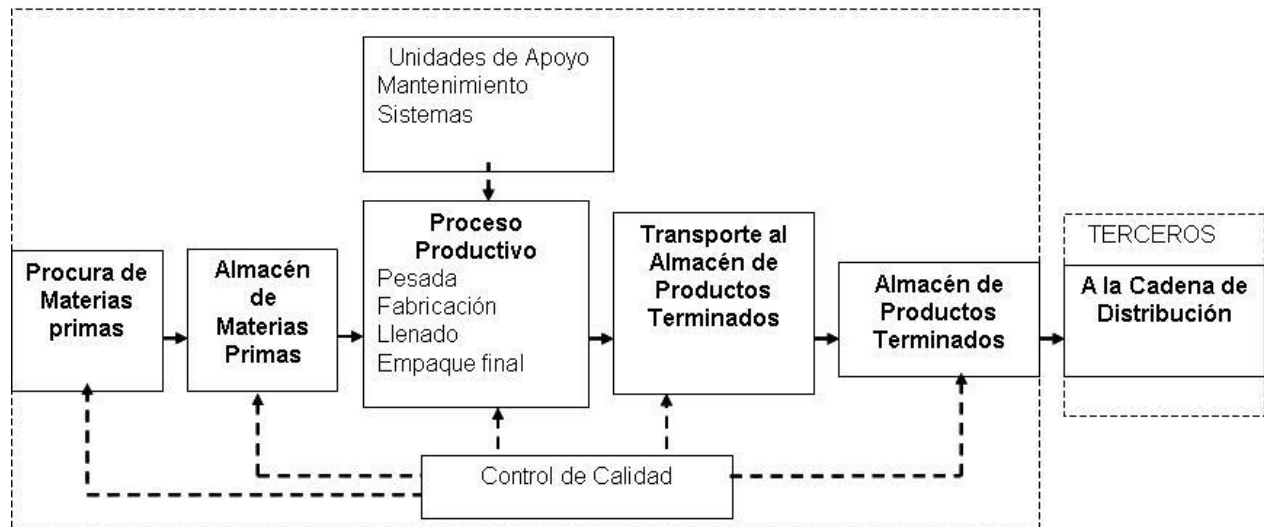 Unidades de Apoyo
Mantenimiento
Sistemas
Procura de
Materias
primas
Almacén
de
Materias
Primas
Proceso
Productivo
Pesada
Fabricación
Llenado
Empaque final
Transporte al
Almacén de
Productos
Terminados
Almacén de
Productos
Terminados
TERCEROS
A la Cadena de
Distribución
Control de Calidad